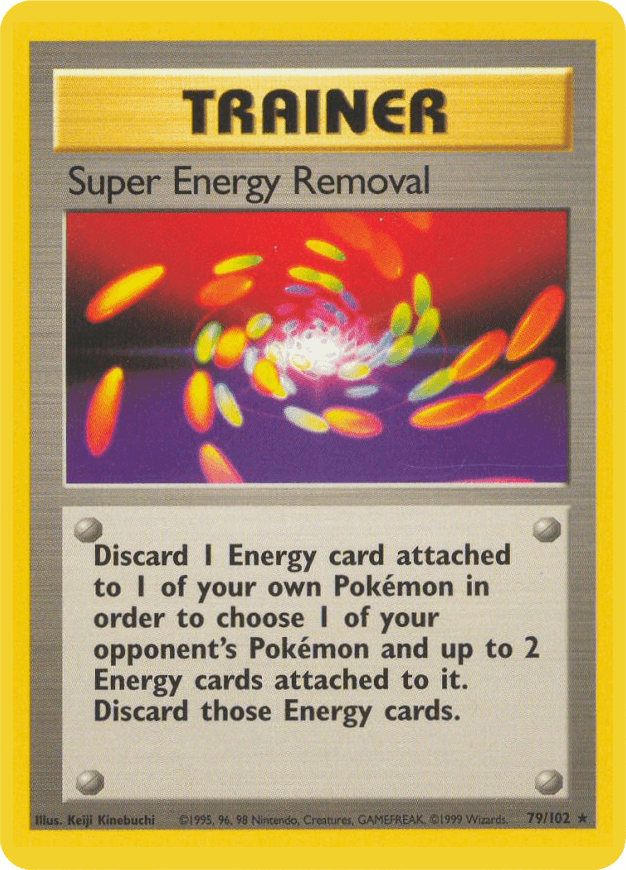 TRAINER
Super Energy Removal
Discard 1 Energy card attached
to 1 of your own Pokémon in
order to choose 1 of your
opponent's Pokémon and up to 2
Energy cards attached to it.
Discard those Energy cards.
Illus. Keiji Kinebuchi ©1995, 96, 98 Nintendo, Creatures, GAMEFREAK. ©1999 Wizards. 79/102 ★